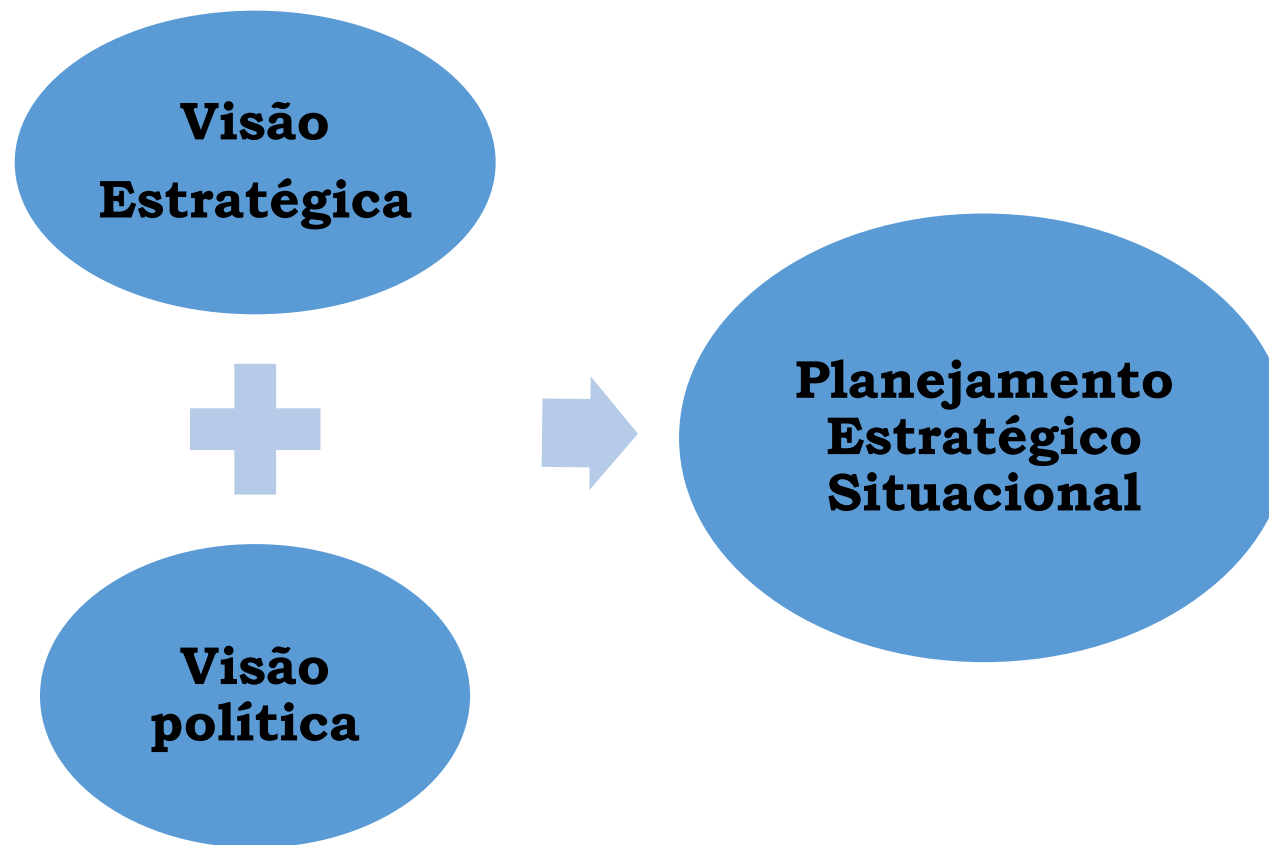 Visão
Estratégica
Visão
política
Planejamento
Estratégico
Situacional